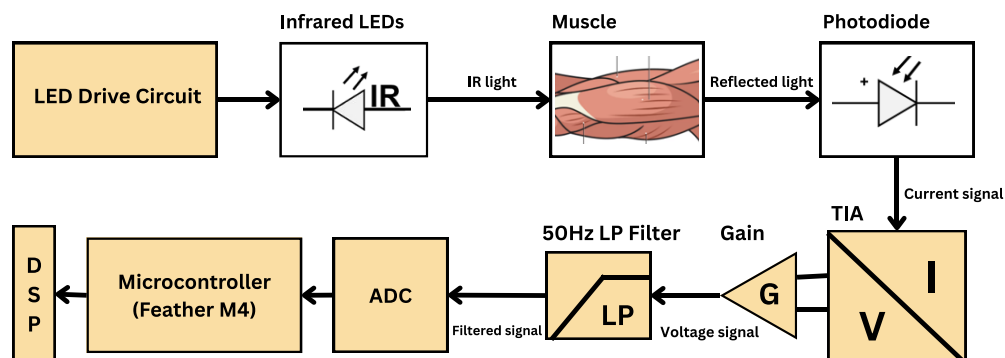 Infrared LEDs
Muscle
Photodiode
LED Drive Circuit
IR
IR light
Reflected light
+
Current signal
TIA
I
V
Gain
G
Voltage signal
50Hz LP Filter
LP
Filtered signal
ADC
Microcontroller
(Feather M4)
D
S
P